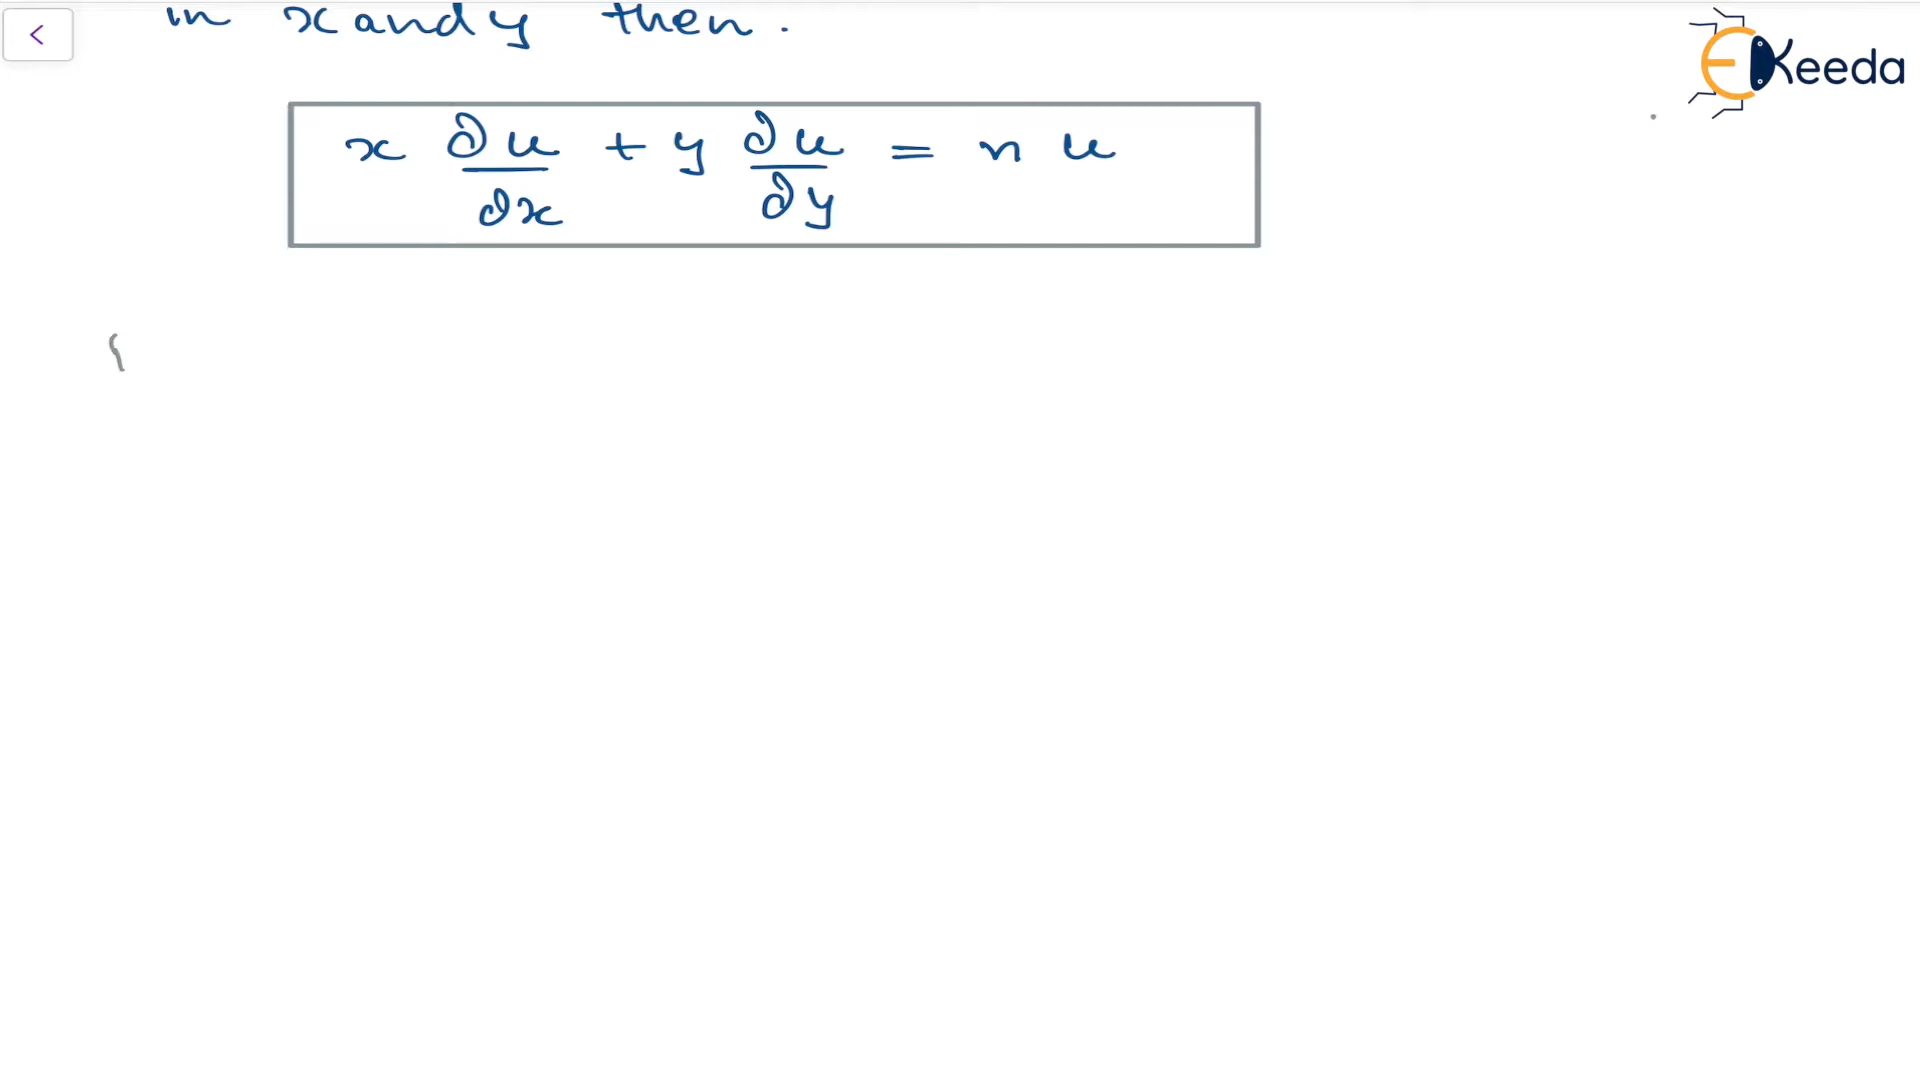 in x and y then.
EKeeda
x ∂u/∂x + y ∂u/∂y = n u